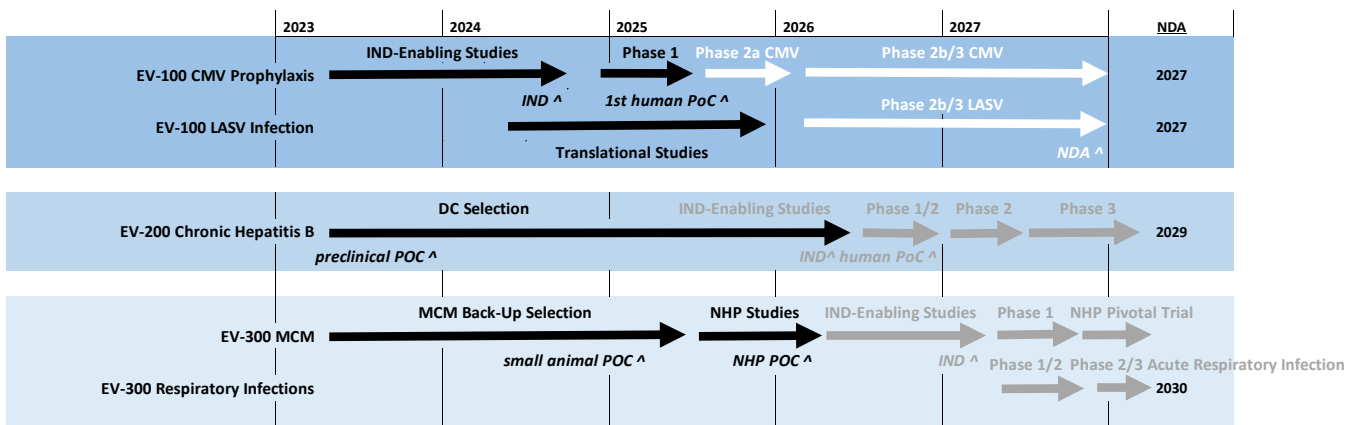 2023 2024 2025 2026 2027 NDA
IND-Enabling Studies Phase 1 Phase 2a CMV Phase 2b/3 CMV
EV-100 CMV Prophylaxis 2027
IND ^ 1st human PoC ^ Phase 2b/3 LASV
EV-100 LASV Infection 2027
Translational Studies NDA ^
DC Selection IND-Enabling Studies Phase 1/2 Phase 2 Phase 3
EV-200 Chronic Hepatitis B 2029
preclinical POC ^ IND^ human PoC ^
MCM Back-Up Selection NHP Studies IND-Enabling Studies Phase 1 NHP Pivotal Trial
EV-300 MCM
small animal POC ^ NHP POC ^ IND ^ Phase 1/2 Phase 2/3 Acute Respiratory Infection
EV-300 Respiratory Infections 2030